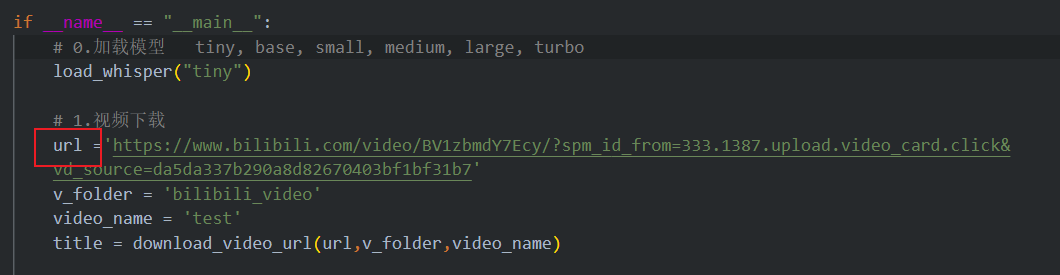 if __name__ == "__main__":
    # 0.加载模型   tiny, base, small, medium, large, turbo
    load_whisper("tiny")
    # 1.视频下载
    url ='https://www.bilibili.com/video/BV1zbmdY7Ecy/?spm_id_from=333.1387.upload.video_card.click&
    vd_source=da5da337b290a8d82670403bf1bf31b7'
    v_folder = 'bilibili_video'
    video_name = 'test'
    title = download_video_url(url,v_folder,video_name)